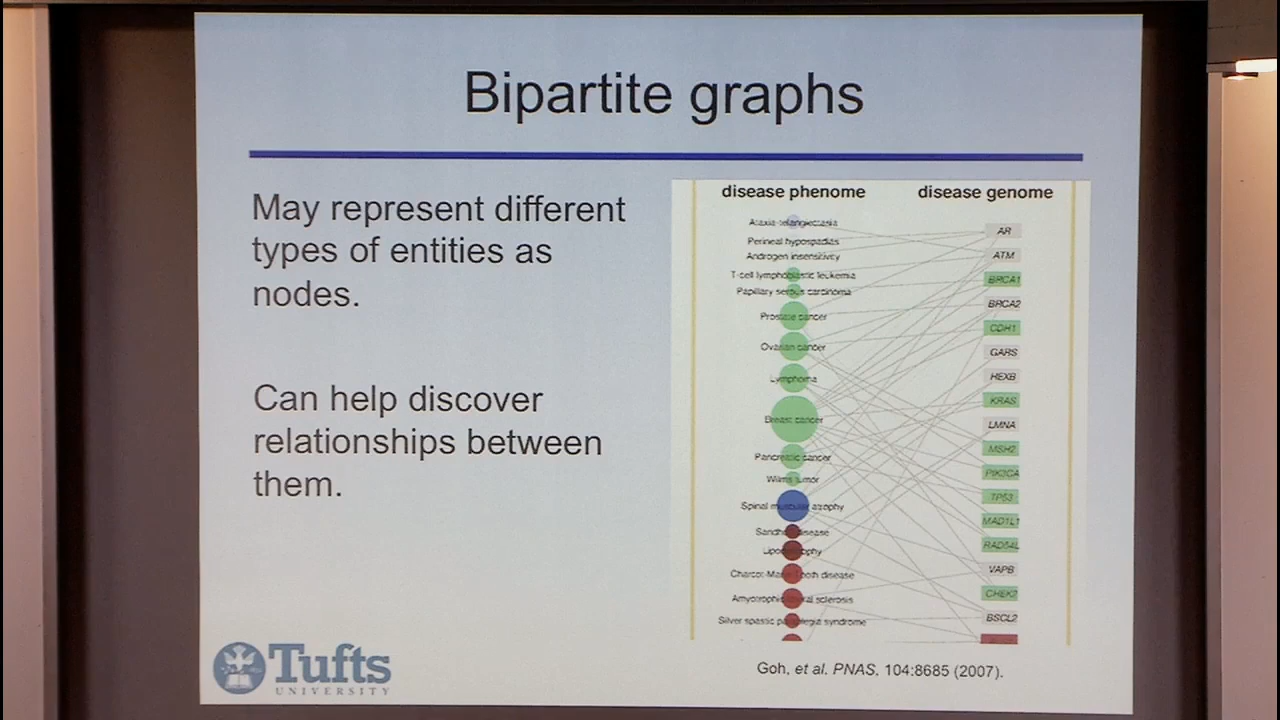 Bipartite graphs
May represent different
types of entities as
nodes.
Can help discover
relationships between
them.
disease phenome
disease genome
Ataxia-telangiectasia
Perineal hypospadias
Androgen insensitivity
T-cell lymphoblastic leukemia
Papillary serous carcinoma
Prostate cancer
Ovarian cancer
Lymphoma
Breast cancer
Pancreatic cancer
Wilms tumor
Spinal muscular atrophy
Sandhoff disease
Lipodystrophy
Charcot-Marie-Tooth disease
Amyotrophic lateral sclerosis
Silver spastic paraplegia syndrome
AR
ATM
BRCA1
BRCA2
CDH1
GARS
HEXB
KRAS
LMNA
MSH2
PIK3CA
TP53
MAD1L1
RAD54L
VAPB
CHEK2
BSCL2
Goh, et al. PNAS, 104:8685 (2007).
Tufts
UNIVERSITY